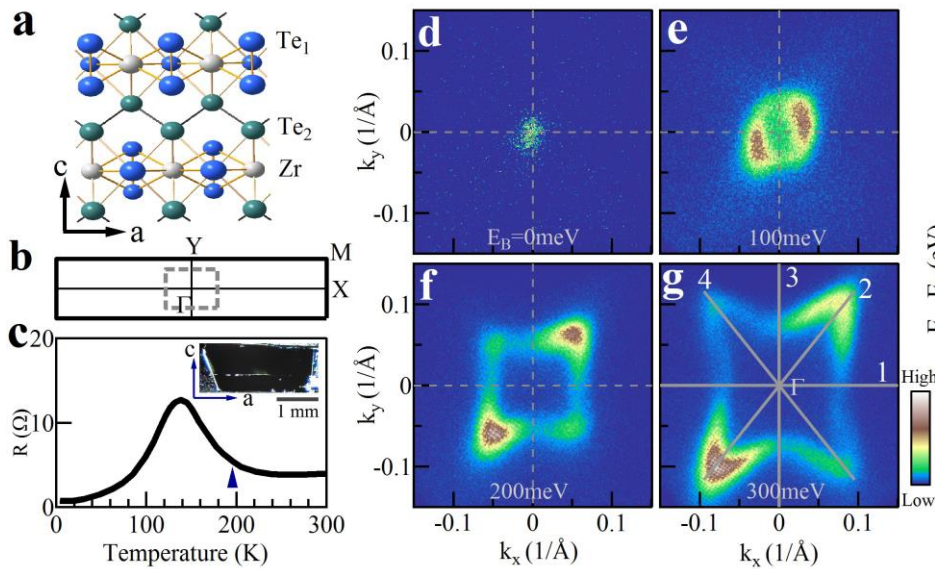 a
Te1
Te2
Zr
c
a
b
Y
M
X
Γ
c
20
10
0
R (Ω)
c
a
1 mm
0
100
200
300
Temperature (K)
d
0.1
0
-0.1
ky (1/Å)
EB=0meV
e
100meV
f
0.1
0
-0.1
ky (1/Å)
200meV
-0.1
0
0.1
kx (1/Å)
g
4
3
2
1
Γ
300meV
-0.1
0
0.1
kx (1/Å)
High
Low